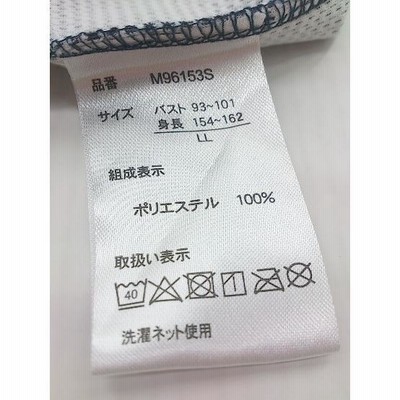 品番 M96153S
サイズ バスト 93~101
身長 154~162
LL
組成表示
ポリエステル 100%
取扱い表示
40
洗濯ネット使用